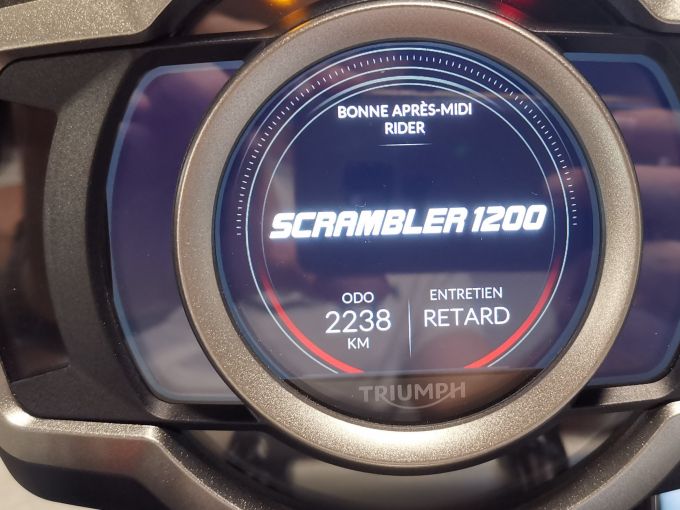 BONNE APRÈS-MIDI
RIDER
SCRAMBLER 1200
ODO
2238
KM
ENTRETIEN
RETARD
TRIUMPH